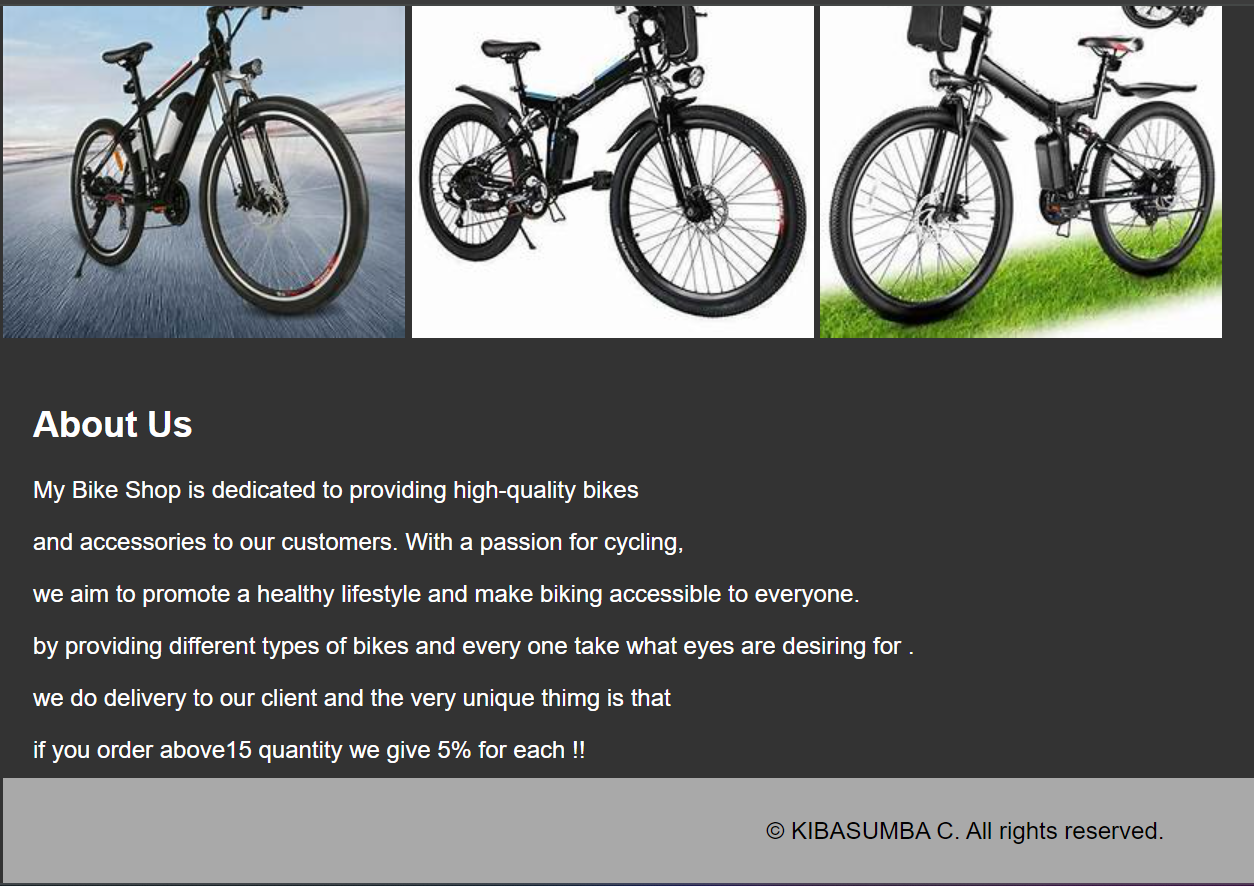 About Us
My Bike Shop is dedicated to providing high-quality bikes
and accessories to our customers. With a passion for cycling,
we aim to promote a healthy lifestyle and make biking accessible to everyone.
by providing different types of bikes and every one take what eyes are desiring for .
we do delivery to our client and the very unique thimg is that
if you order above15 quantity we give 5% for each !!
© KIBASUMBA C. All rights reserved.